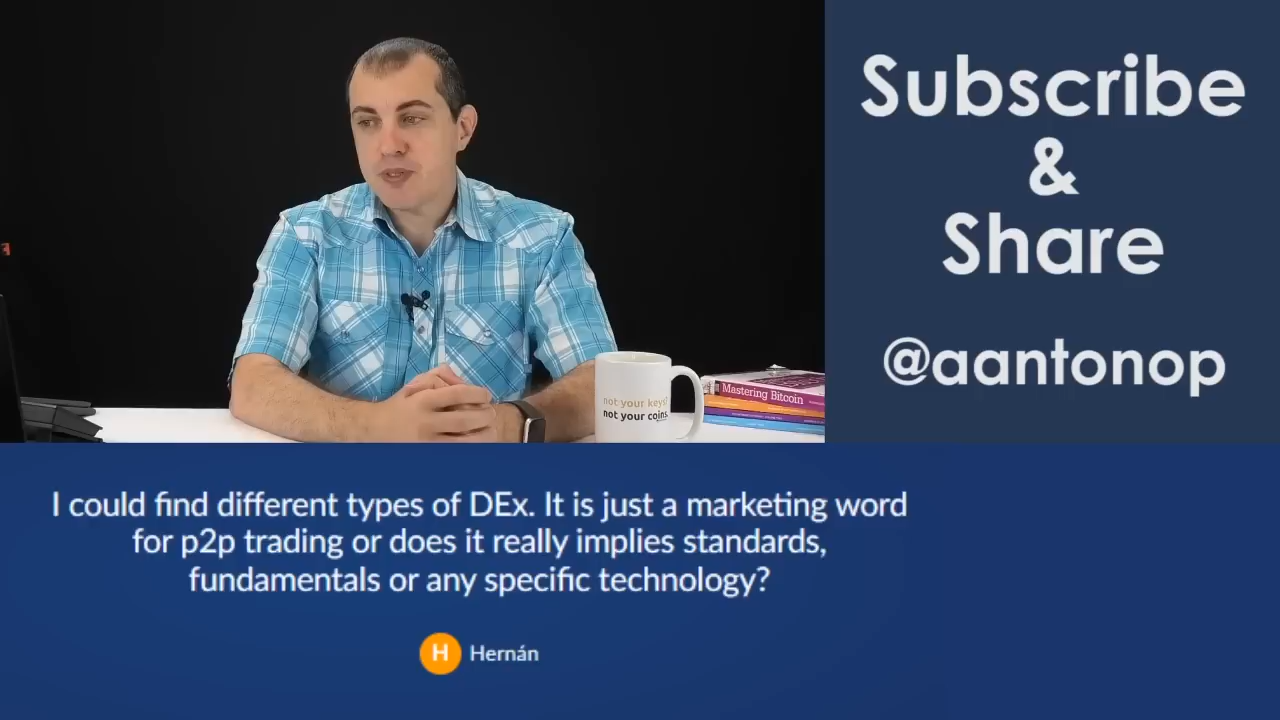 Subscribe
&
Share
@aantonop
not your keys?
not your coins.
Mastering Bitcoin
I could find different types of DEx. It is just a marketing word
for p2p trading or does it really implies standards,
fundamentals or any specific technology?
H Hernán